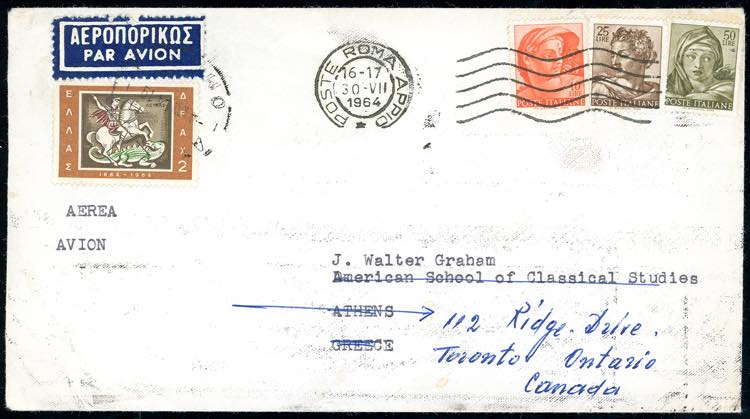 ΑΕΡΟΠΟΡΙΚΩΣ
PAR AVION
POSTE ROMA APPIO
16-17
30-VII
1964
10
LIRE
POSTE ITALIANE
25
LIRE
POSTE ITALIANE
50
LIRE
POSTE ITALIANE
ΕΛΛΑΣ
ΔΡΑΧ 2
1864-1964
AEREA
AVION
J. Walter Graham
American School of Classical Studies
ATHENS
GREECE
112 Ridge Drive.
Toronto Ontario
Canada